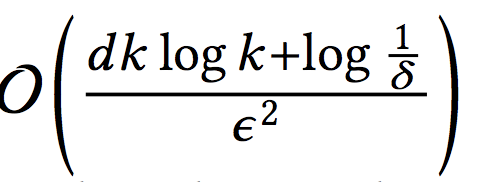 O( (dk log k+log 1/δ) / ϵ² )